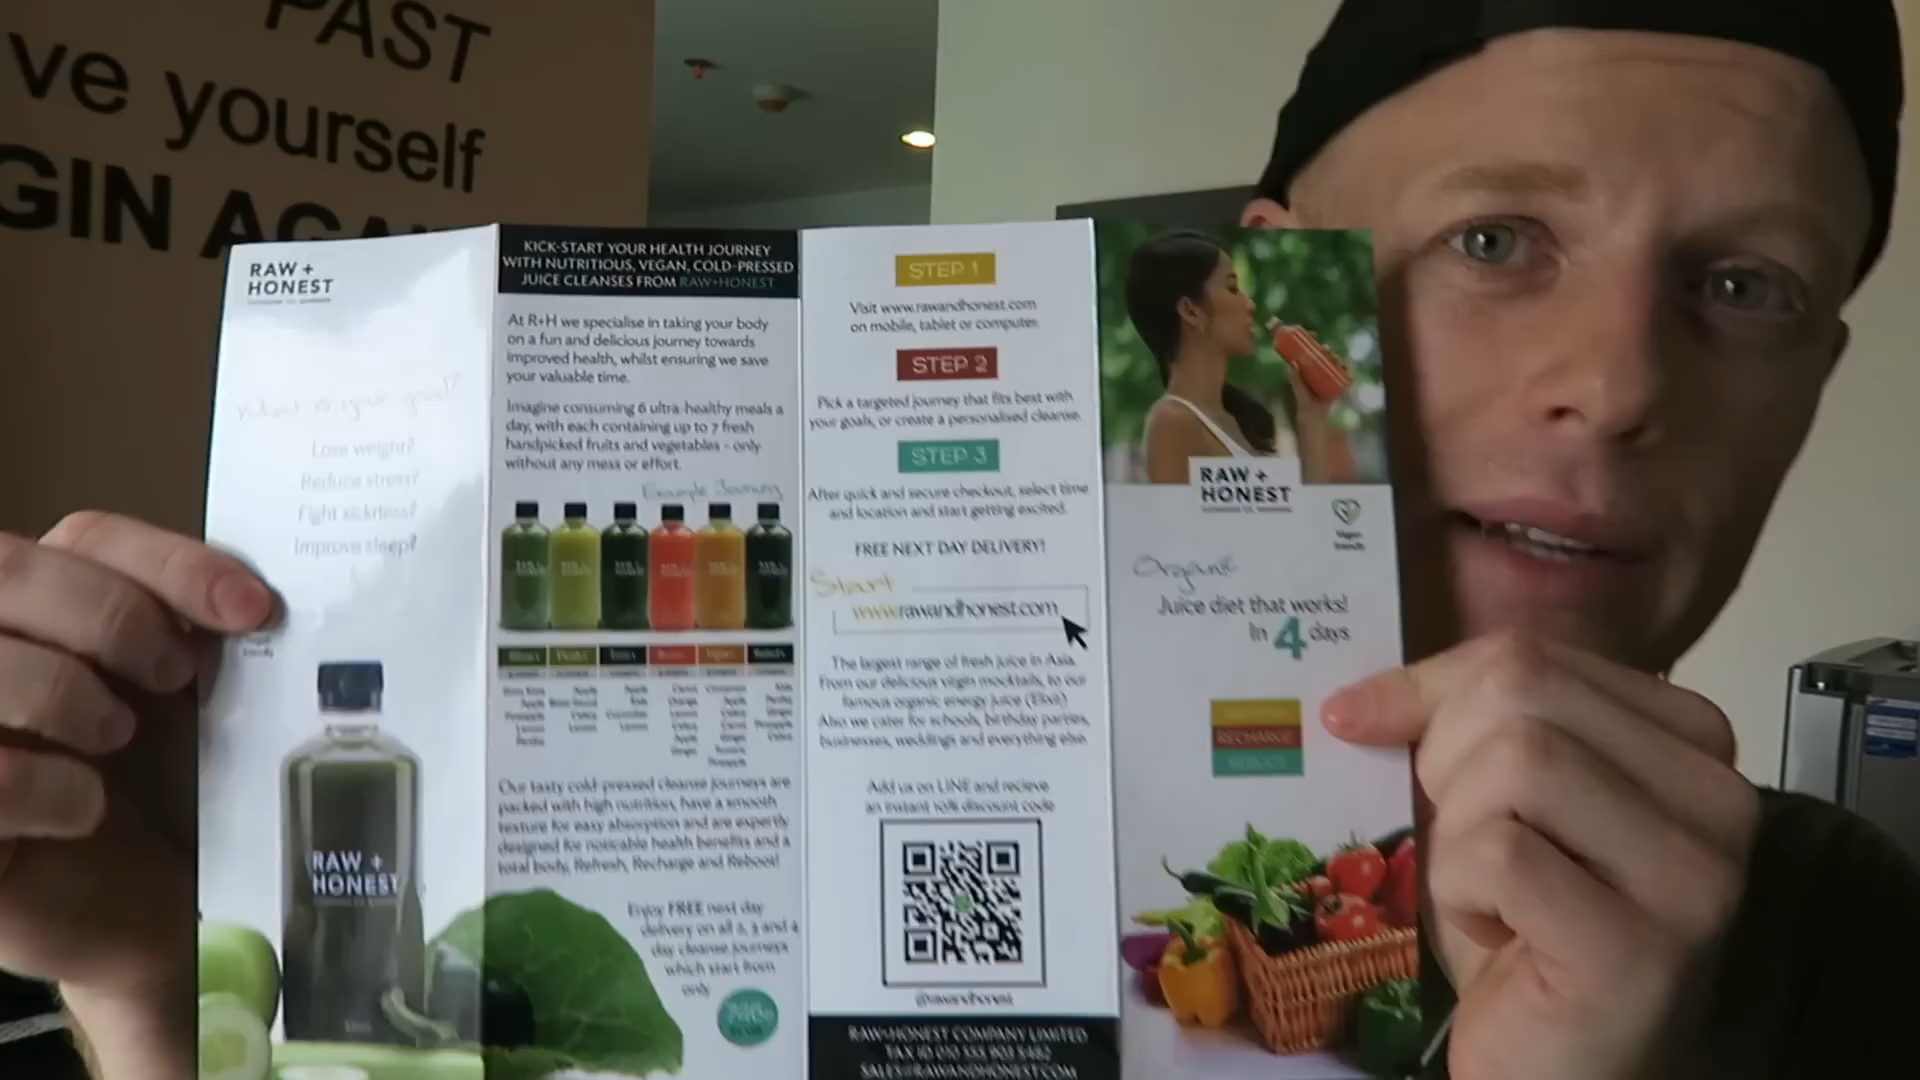 PAST
ve yourself
GIN AGAI
RAW +
HONEST
What is your goal?
Lose weight?
Reduce stress?
Fight sickness?
Improve sleep?
RAW +
HONEST
KICK-START YOUR HEALTH JOURNEY
WITH NUTRITIOUS, VEGAN, COLD-PRESSED
JUICE CLEANSES FROM RAW+HONEST
At R+H we specialise in taking your body
on a fun and delicious journey towards
improved health, whilst ensuring we save
your valuable time.
Imagine consuming 6 ultra healthy meals a
day, with each containing up to 7 fresh
handpicked fruits and vegetables - only
without any mess or effort.
Example Journey
Our tasty cold-pressed cleanse journeys are
packed with high nutrition, have a smooth
texture for easy absorption and are expertly
designed for noticable health benefits and a
total body, Refresh, Recharge and Reboot!
Enjoy FREE next day
delivery on all 2, 3 and 4
day cleanse journeys
which start from
only
STEP 1
Visit www.rawandhonest.com
on mobile, tablet or computer.
STEP 2
Pick a targeted journey that fits best with
your goals, or create a personalised cleanse.
STEP 3
After quick and secure checkout, select time
and location and start getting excited.
FREE NEXT DAY DELIVERY!
Start
www.rawandhonest.com
The largest range of fresh juice in Asia.
From our delicious virgin mocktails, to our
famous organic energy juice (Elixir)
Also we cater for schools, birthday parties,
businesses, weddings and everything else.
Add us on LINE and recieve
an instant 10% discount code
@rawandhonest
RAW+HONEST COMPANY LIMITED
SALES@RAWANDHONEST.COM
RAW +
HONEST
Vegan
friendly
Organic
Juice diet that works!
In 4 days
RECHARGE
REBOOT